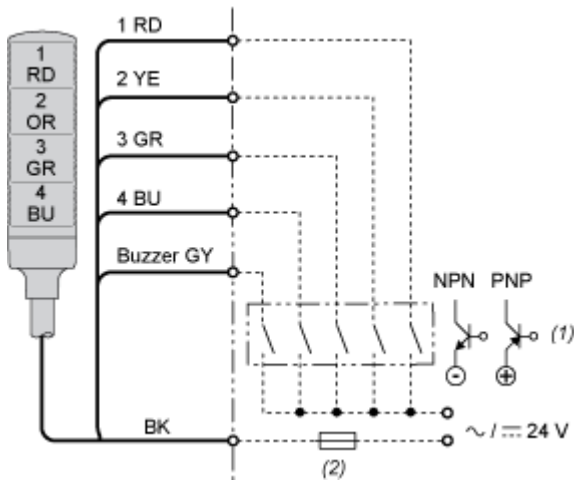 1 RD
1
RD
2
OR
3
GR
4
BU
2 YE
3 GR
4 BU
Buzzer GY
NPN PNP
(1)
- +
BK
(2)
~ / ⎓ 24 V